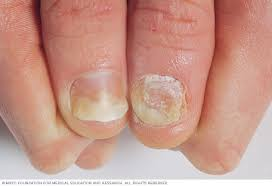 © MAYO FOUNDATION FOR MEDICAL EDUCATION AND RESEARCH. ALL RIGHTS RESERVED.